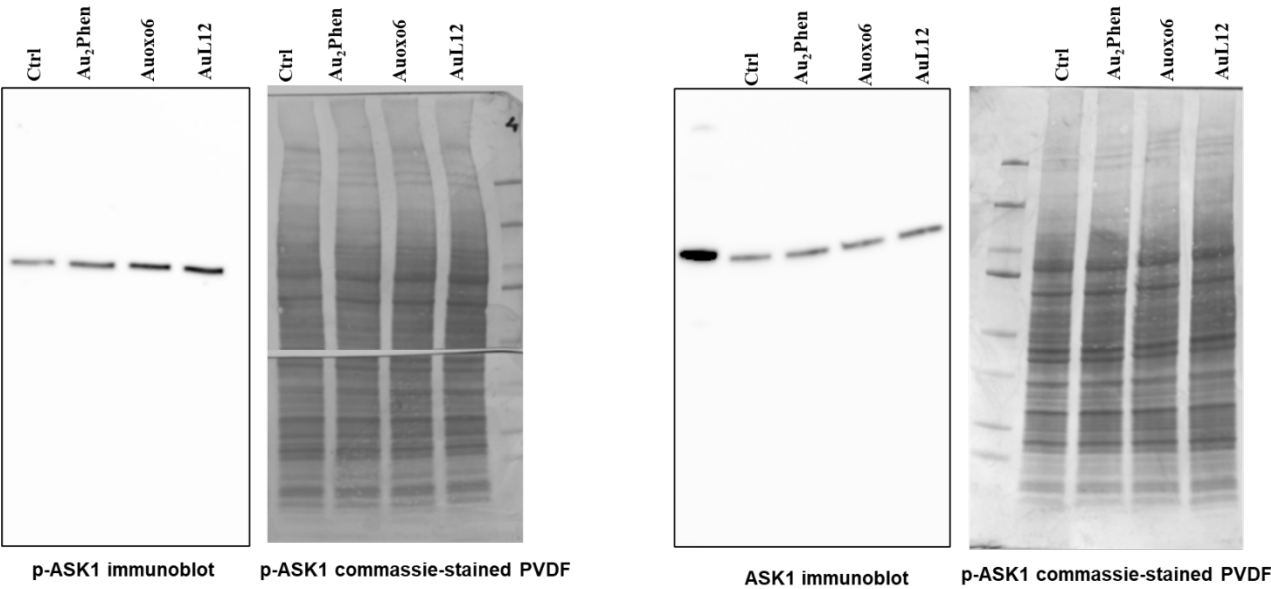 Ctrl
Au₂Phen
Auoxo6
AuL12
Ctrl
Au₂Phen
Auoxo6
AuL12
Ctrl
Au₂Phen
Auoxo6
AuL12
Ctrl
Au₂Phen
Auoxo6
AuL12
4
p-ASK1 immunoblot
p-ASK1 commassie-stained PVDF
ASK1 immunoblot
p-ASK1 commassie-stained PVDF